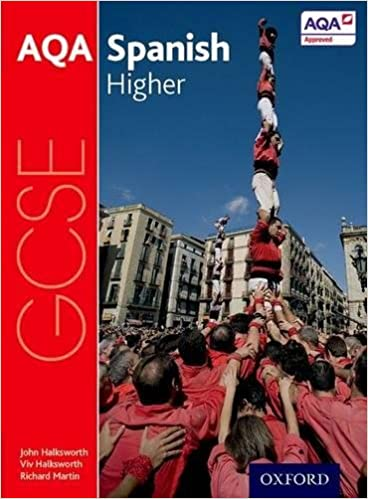 AQA Spanish
Higher
AQA
Approved
GCSE
John Halksworth
Viv Halksworth
Richard Martin
OXFORD